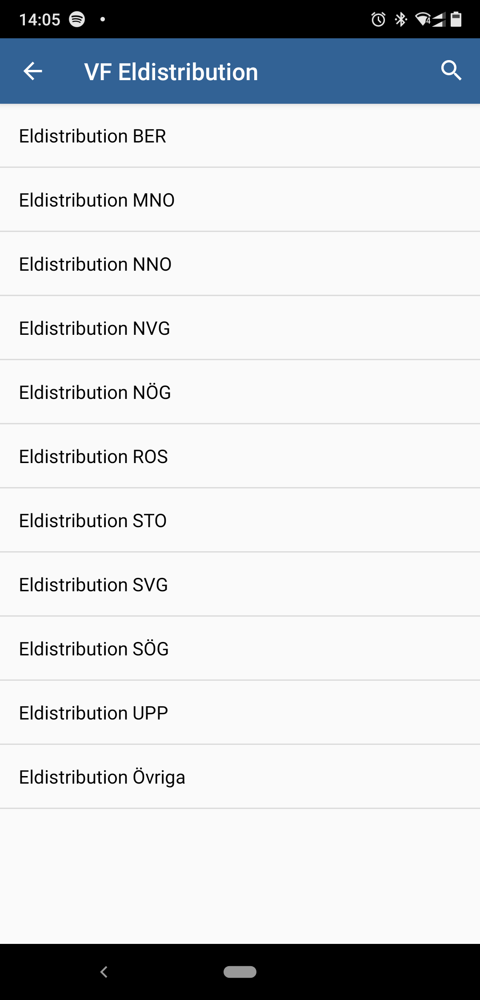 14:05
VF Eldistribution
Eldistribution BER
Eldistribution MNO
Eldistribution NNO
Eldistribution NVG
Eldistribution NÖG
Eldistribution ROS
Eldistribution STO
Eldistribution SVG
Eldistribution SÖG
Eldistribution UPP
Eldistribution Övriga